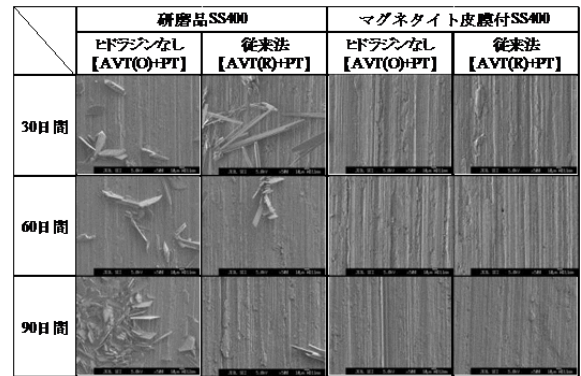 研磨品SS400
マグネタイト皮膜付SS400
ヒドラジンなし
【AVT(O)+PT】
従来法
【AVT(R)+PT】
ヒドラジンなし
【AVT(O)+PT】
従来法
【AVT(R)+PT】
30日間
60日間
90日間